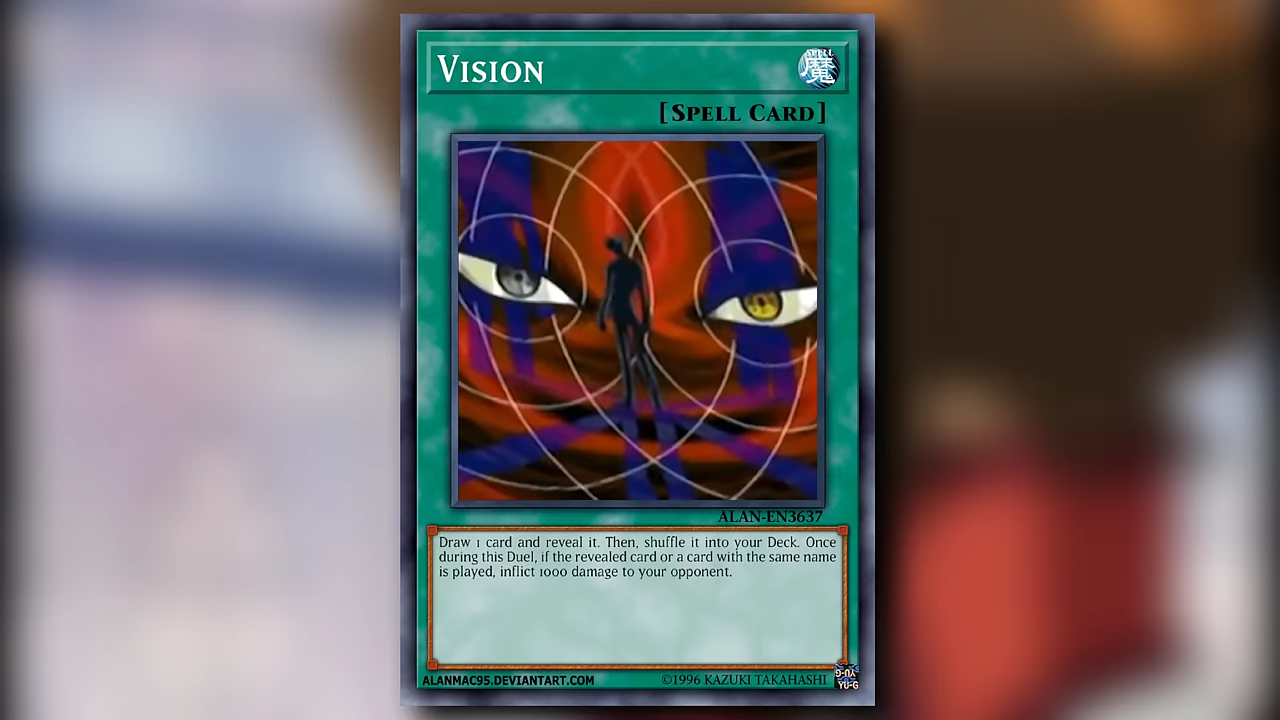 VISION
SPELL
魔
[SPELL CARD]
ALAN-EN3637
Draw 1 card and reveal it. Then, shuffle it into your Deck. Once
during this Duel, if the revealed card or a card with the same name
is played, inflict 1000 damage to your opponent.
ALANMAC95.DEVIANTART.COM
©1996 KAZUKI TAKAHASHI